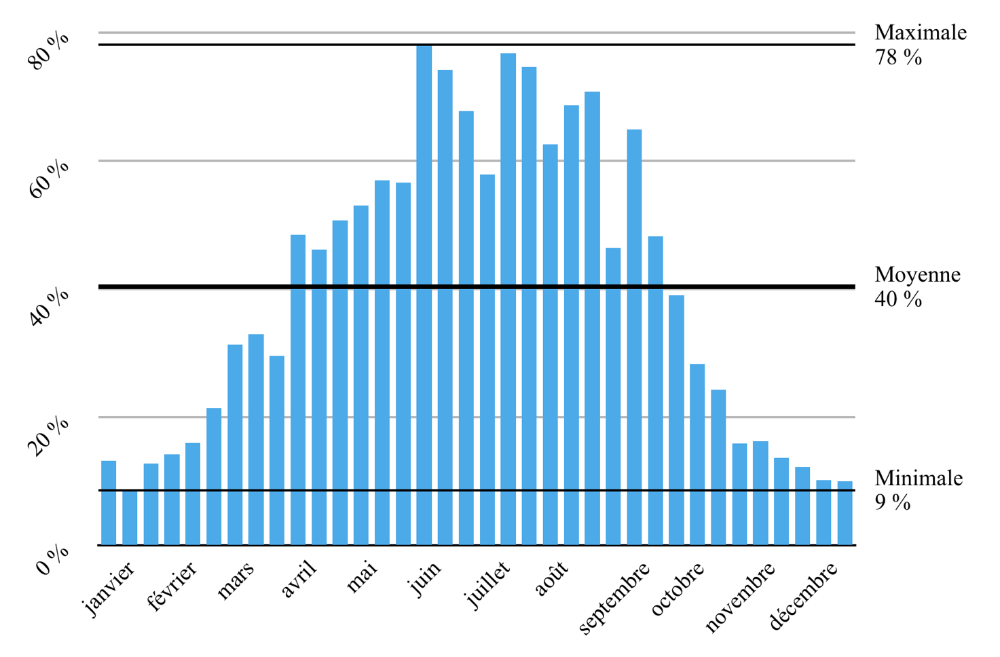 80 %
60 %
40 %
20 %
0 %
Maximale
78 %
Moyenne
40 %
Minimale
9 %
janvier
février
mars
avril
mai
juin
juillet
août
septembre
octobre
novembre
décembre